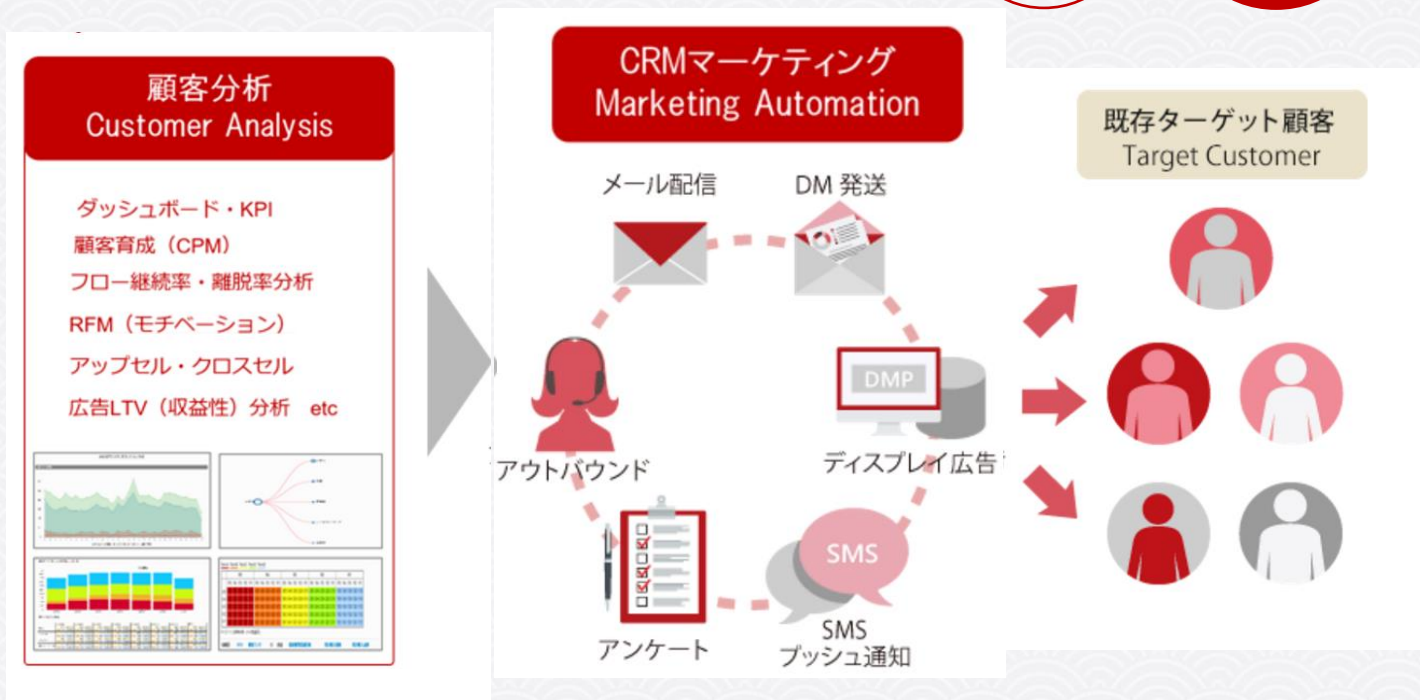 顧客分析
Customer Analysis
ダッシュボード・KPI
顧客育成（CPM）
フロー継続率・離脱率分析
RFM（モチベーション）
アップセル・クロスセル
広告LTV（収益性）分析　etc
CRMマーケティング
Marketing Automation
メール配信
DM 発送
DMP
アウトバウンド
ディスプレイ広告
SMS
アンケート
SMS
プッシュ通知
既存ターゲット顧客
Target Customer